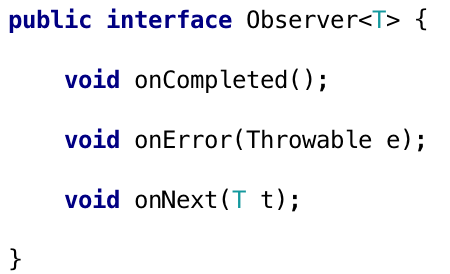 public interface Observer<T> {
void onCompleted();
void onError(Throwable e);
void onNext(T t);
}